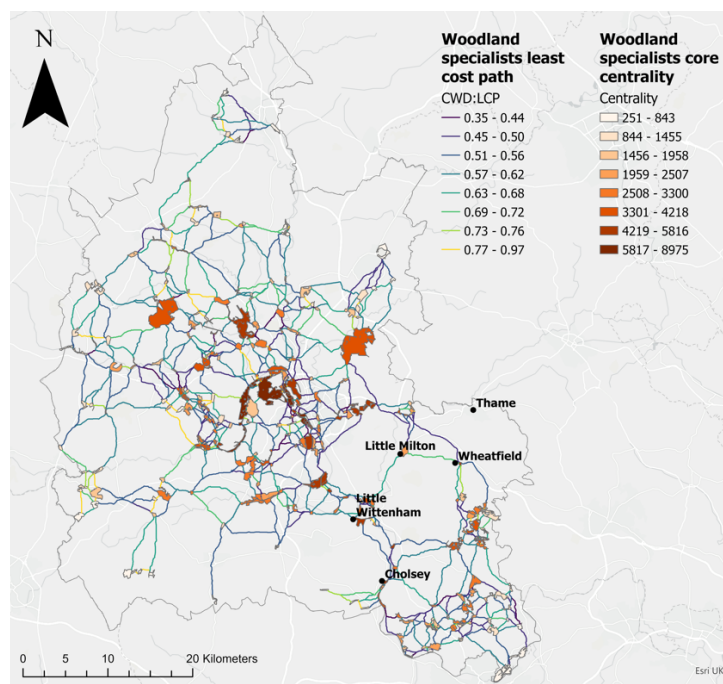 N
Woodland
specialists least
cost path
CWD:LCP
0.35 - 0.44
0.45 - 0.50
0.51 - 0.56
0.57 - 0.62
0.63 - 0.68
0.69 - 0.72
0.73 - 0.76
0.77 - 0.97
Woodland
specialists core
centrality
Centrality
251 - 843
844 - 1455
1456 - 1958
1959 - 2507
2508 - 3300
3301 - 4218
4219 - 5816
5817 - 8975
Thame
Little Milton
Wheatfield
Little
Wittenham
Cholsey
0 5 10 20 Kilometers
Esri UK